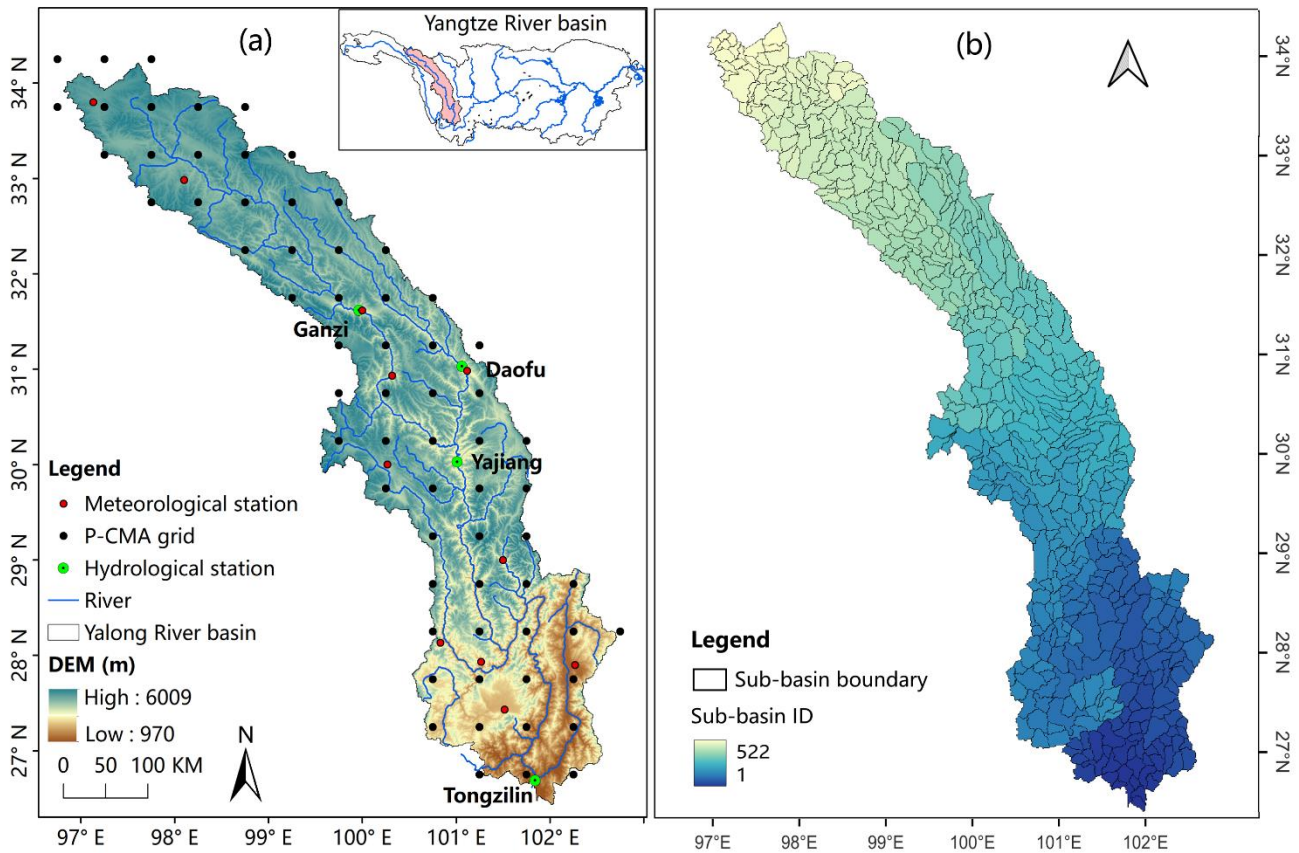 (a)
Yangtze River basin
34° N
33° N
32° N
31° N
30° N
29° N
28° N
27° N
Ganzi
Daofu
Yajiang
Tongzilin
Legend
Meteorological station
P-CMA grid
Hydrological station
River
Yalong River basin
DEM (m)
High : 6009
Low : 970
0 50 100 KM
N
97° E 98° E 99° E 100° E 101° E 102° E
(b)
34°N
33°N
32°N
31°N
30°N
29°N
28°N
27°N
Legend
Sub-basin boundary
Sub-basin ID
522
1
97°E 98°E 99°E 100°E 101°E 102°E